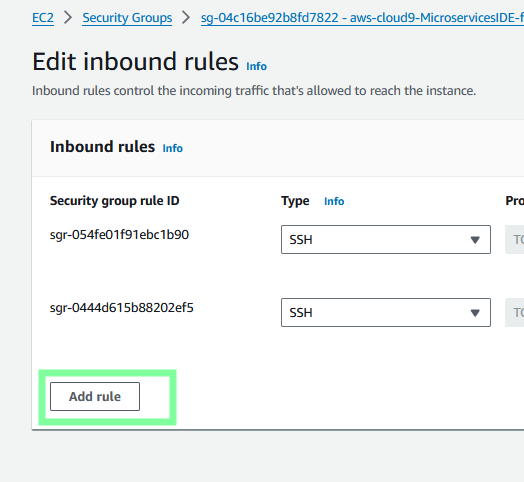 EC2 > Security Groups > sg-04c16be92b8fd7822 - aws-cloud9-MicroservicesIDE-f
Edit inbound rules Info
Inbound rules control the incoming traffic that's allowed to reach the instance.
Inbound rules Info
Security group rule ID Type Info Pro
sgr-054fe01f91ebc1b90 SSH TC
sgr-0444d615b88202ef5 SSH TC
Add rule